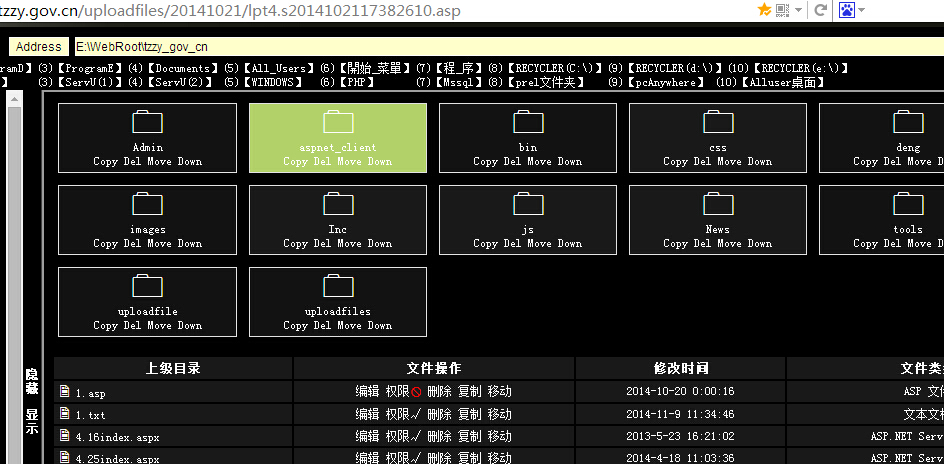 tzzy.gov.cn/uploadfiles/20141021/lpt4.s2014102117382610.asp
Address E:\WebRoot\tzzy_gov_cn
ramD】 (3)【ProgramE】(4)【Documents】 (5)【All_Users】 (6)【開始_菜單】 (7)【程_序】 (8)【RECYCLER(C:\)】 (9)【RECYCLER(d:\)】 (10)【RECYCLER(e:\)】
】 (3)【ServU(1)】 (4)【ServU(2)】 (5)【WINDOWS】 (6)【PHP】 (7)【Mssql】 (8)【prel文件夹】 (9)【pcAnywhere】 (10)【Alluser桌面】
Admin aspnet_client bin css deng
Copy Del Move Down Copy Del Move Down Copy Del Move Down Copy Del Move Down Copy Del Move
images Inc js News tools
Copy Del Move Down Copy Del Move Down Copy Del Move Down Copy Del Move Down Copy Del Move
uploadfile uploadfiles
Copy Del Move Down Copy Del Move Down
隐藏 显示
上级目录 文件操作 修改时间 文件类
1.asp 编辑 权限 删除 复制 移动 2014-10-20 0:00:16 ASP 文
1.txt 编辑 权限√ 删除 复制 移动 2014-11-9 11:34:46 文本文
4.16index.aspx 编辑 权限√ 删除 复制 移动 2013-5-23 16:21:02 ASP.NET Serv
4.25index.aspx 编辑 权限√ 删除 复制 移动 2014-4-18 11:03:36 ASP.NET Serv